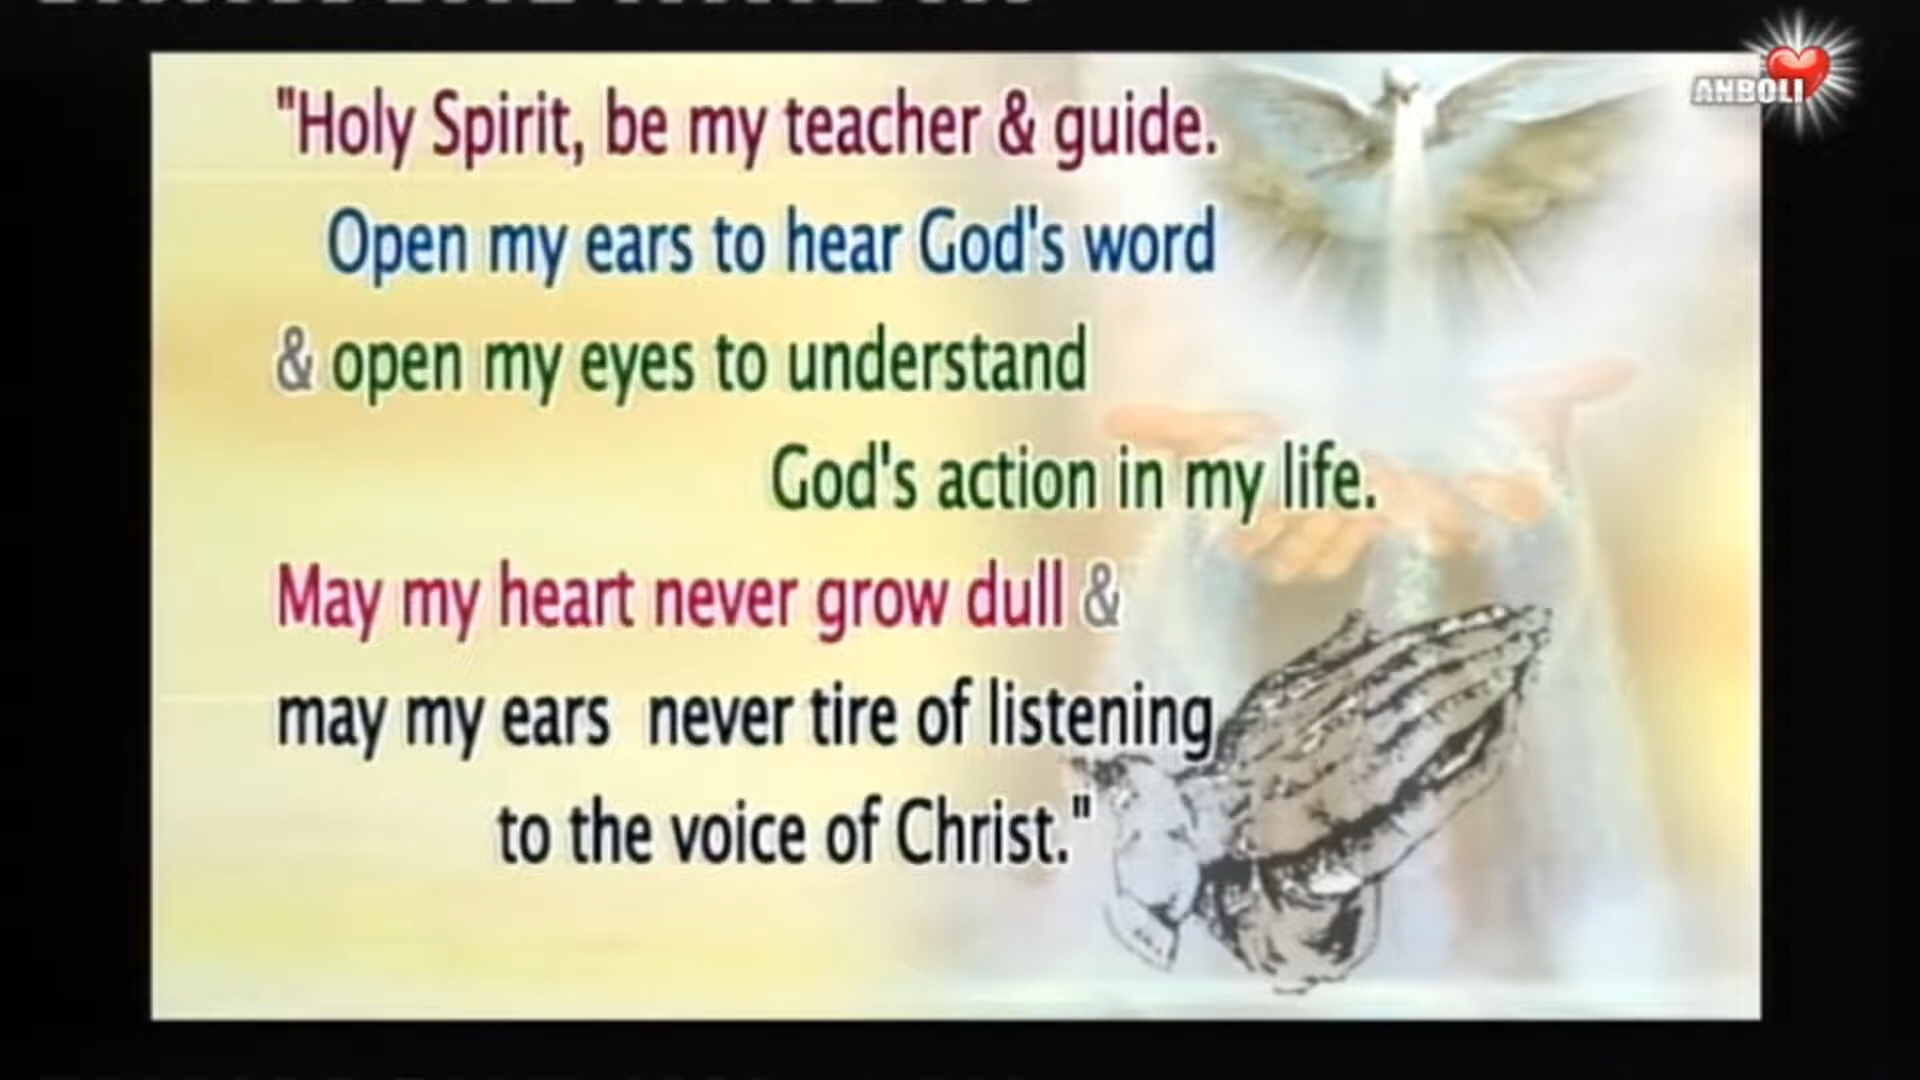 ANBOLI
"Holy Spirit, be my teacher & guide.
Open my ears to hear God's word
& open my eyes to understand
God's action in my life.
May my heart never grow dull &
may my ears never tire of listening
to the voice of Christ."